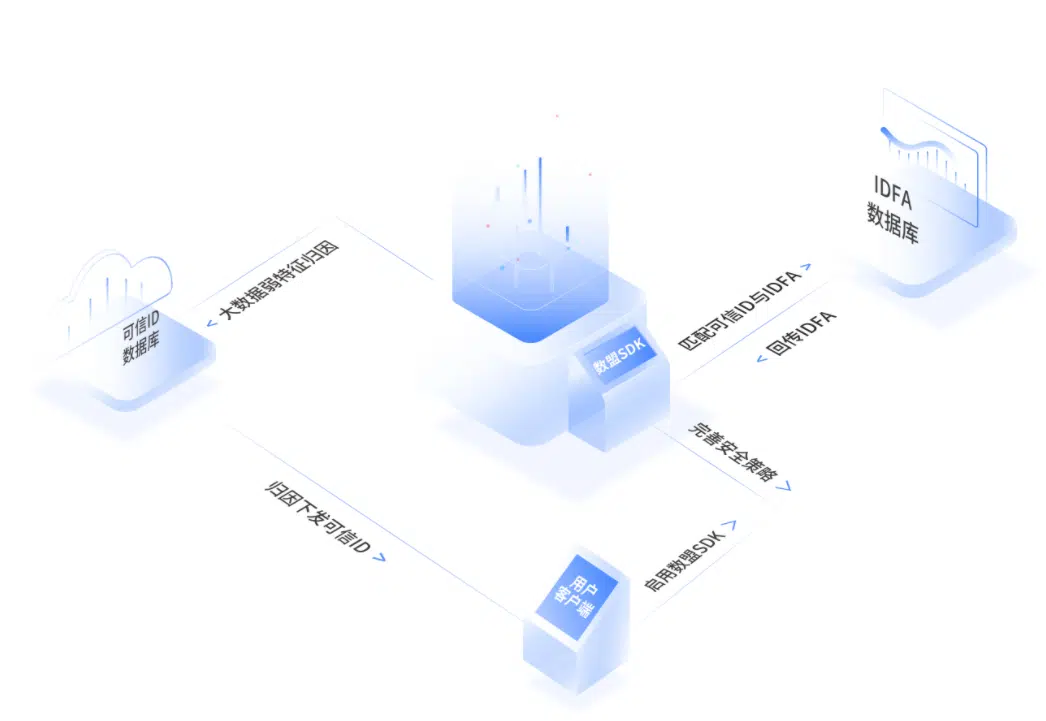 IDFA
数据库
大数据弱特征归因
可信ID
数据库
匹配可信ID与IDFA
回传IDFA
数盟SDK
完善安全策略
归因下发可信ID
启用数盟SDK
用户
客户端